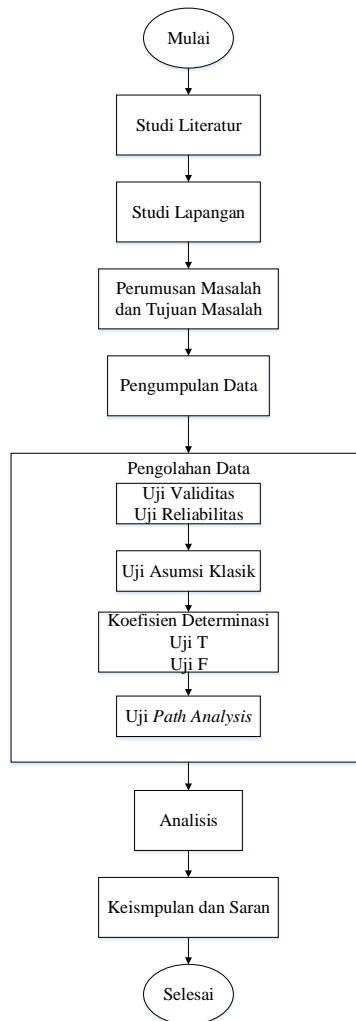 Mulai
Studi Literatur
Studi Lapangan
Perumusan Masalah
dan Tujuan Masalah
Pengumpulan Data
Pengolahan Data
Uji Validitas
Uji Reliabilitas
Uji Asumsi Klasik
Koefisien Determinasi
Uji T
Uji F
Uji Path Analysis
Analisis
Keismpulan dan Saran
Selesai